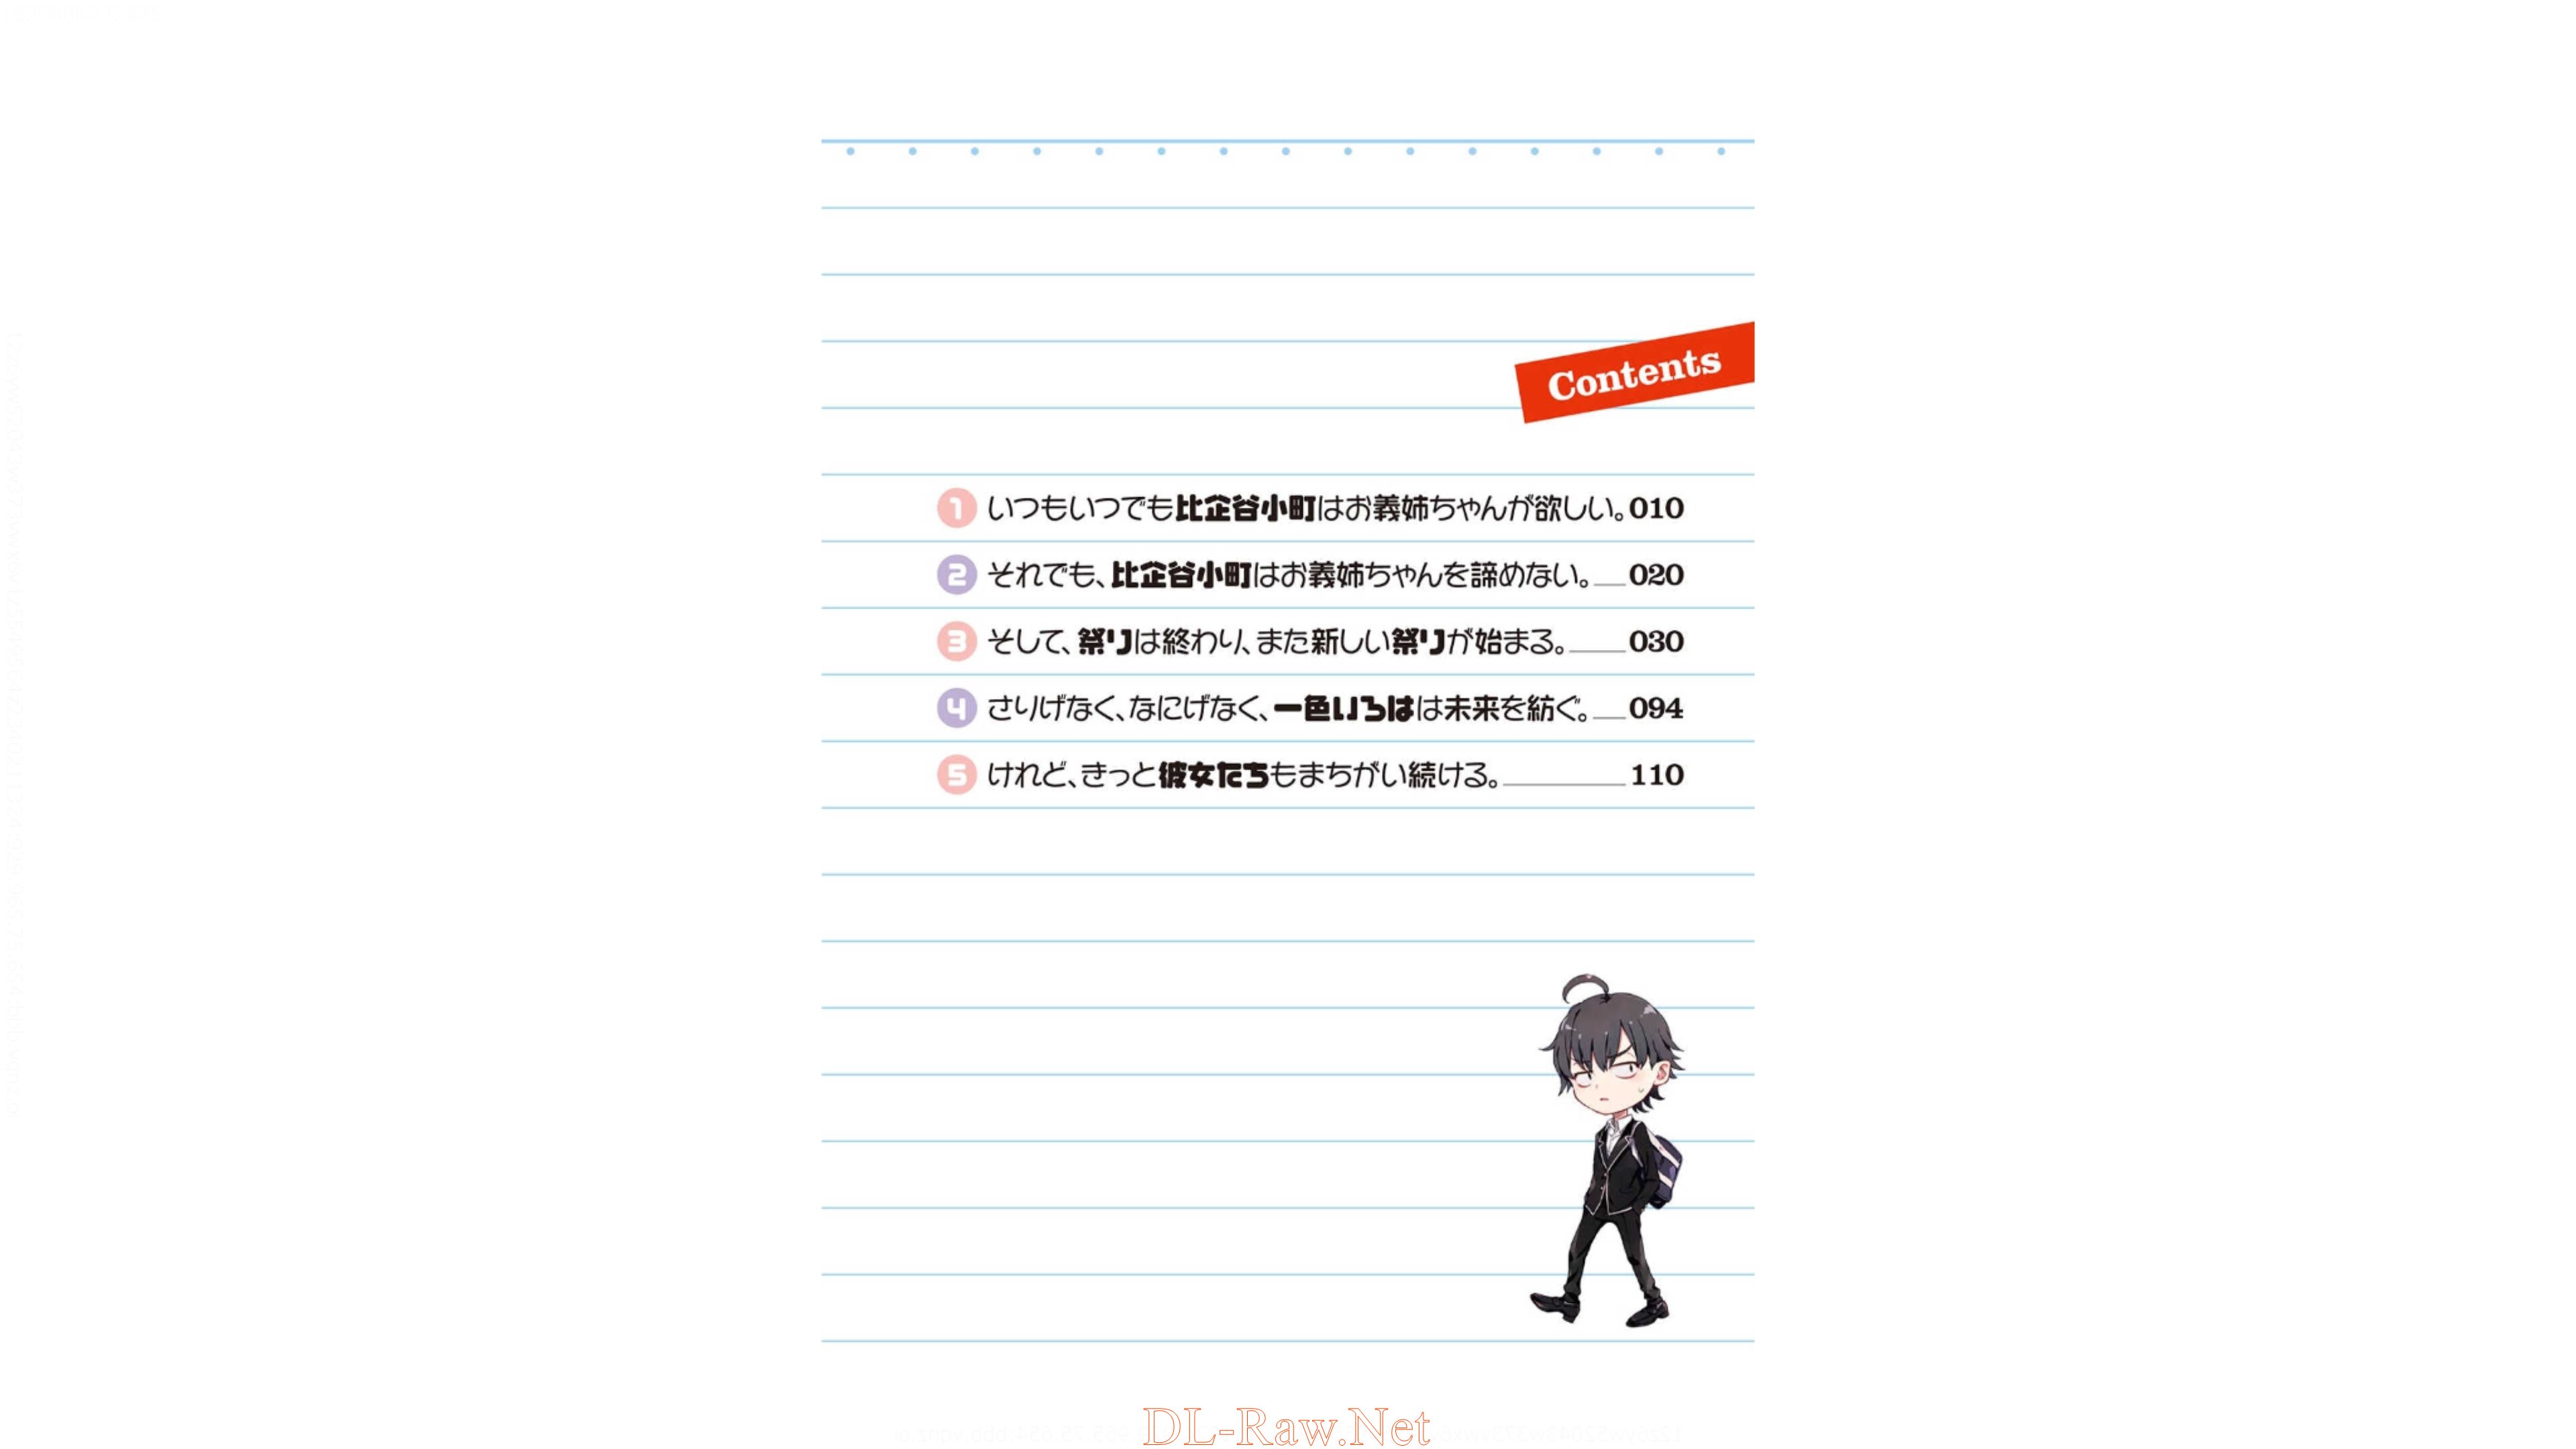 Contents
1 いつもいつでも比企谷小町はお義姉ちゃんが欲しい。010
2 それでも、比企谷小町はお義姉ちゃんを諦めない。020
3 そして、祭りは終わり、また新しい祭りが始まる。030
4 さりげなく、なにげなく、一色いろはは未来を紡ぐ。094
5 けれど、きっと彼女たちもまちがい続ける。110
DL-Raw.Net